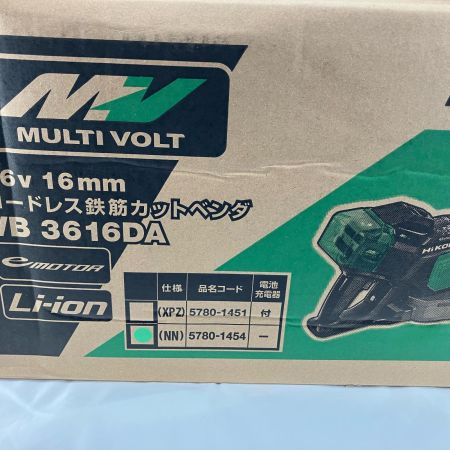 MV
MULTI VOLT
6v 16mm
コードレス鉄筋カットベンダ
VB 3616DA
eMOTOR
Li-ion
仕様 品名コード 電池充電器
(XPZ) 5780-1451 付
(NN) 5780-1454 ー
HiKO